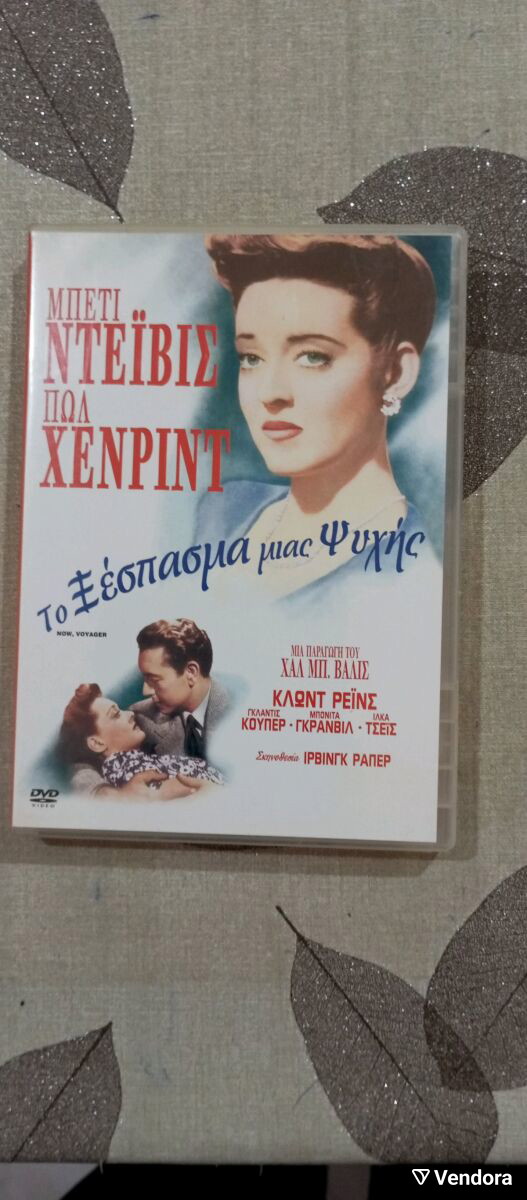 ΜΠΕΤΙ
ΝΤΕΪΒΙΣ
ΠΩΛ
ΧΕΝΡΙΝΤ
Το Ξέσπασμα μιας Ψυχής
NOW, VOYAGER
ΜΙΑ ΠΑΡΑΓΩΓΗ ΤΟΥ
ΧΑΛ ΜΠ. ΒΑΛΙΣ
ΚΛΩΝΤ ΡΕΪΝΣ
ΓΚΛΑΝΤΙΣ ΜΠΟΝΙΤΑ ΙΛΚΑ
ΚΟΥΠΕΡ · ΓΚΡΑΝΒΙΛ · ΤΣΕΪΣ
Σκηνοθεσία ΙΡΒΙΝΓΚ ΡΑΠΕΡ
DVD
VIDEO
Vendora